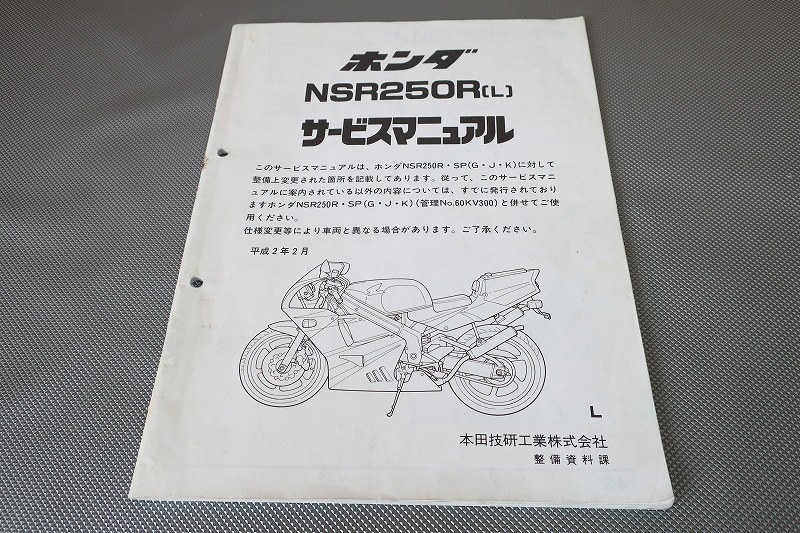 ホンダ
NSR250R(L)
サービスマニュアル
このサービスマニュアルは、ホンダNSR250R・SP(G・J・K)に対して
整備上変更された箇所を記載してあります。従って、このサービスマニ
ュアルに案内されている以外の内容については、すでに発行されており
ますホンダNSR250R・SP(G・J・K)(管理No.60KV300)と併せてご使
用ください。
仕様変更等により車両と異なる場合があります。ご了承ください。
平成2年2月
L
本田技研工業株式会社
整備資料課